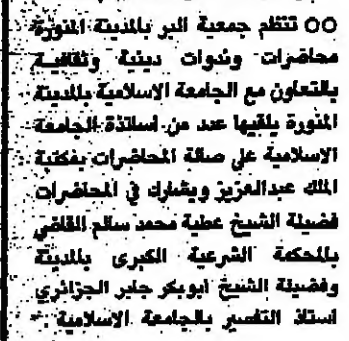 ○○ تنظم جمعية البر بالمدينة المنورة
محاضرات وندوات دينية وثقافية
بالتعاون مع الجامعة الاسلامية بالمدينة
المنورة يلقيها عدد من اساتذة الجامعة
الاسلامية على صالة المحاضرات بمكتبة
الملك عبدالعزيز ويشارك في المحاضرات
فضيلة الشيخ عطية محمد سالم القاضي
بالمحكمة الشرعية الكبرى بالمدينة
وفضيلة الشيخ ابوبكر جابر الجزائري
استاذ التفسير بالجامعة الاسلامية .